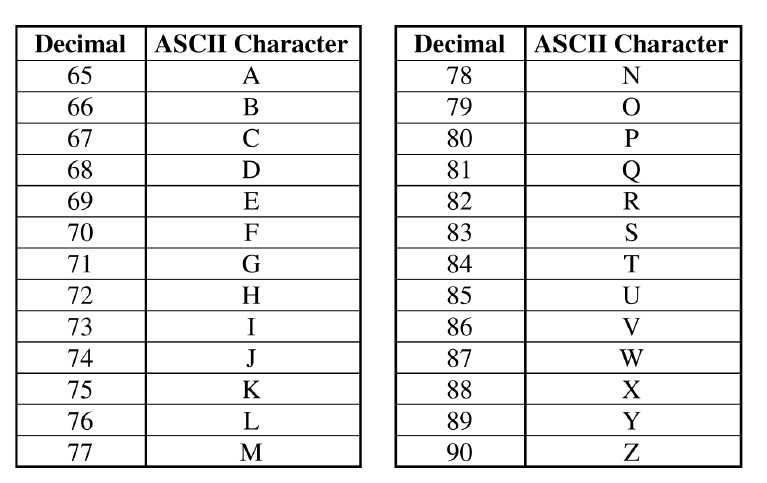 Decimal ASCII Character
65 A
66 B
67 C
68 D
69 E
70 F
71 G
72 H
73 I
74 J
75 K
76 L
77 M
Decimal ASCII Character
78 N
79 O
80 P
81 Q
82 R
83 S
84 T
85 U
86 V
87 W
88 X
89 Y
90 Z